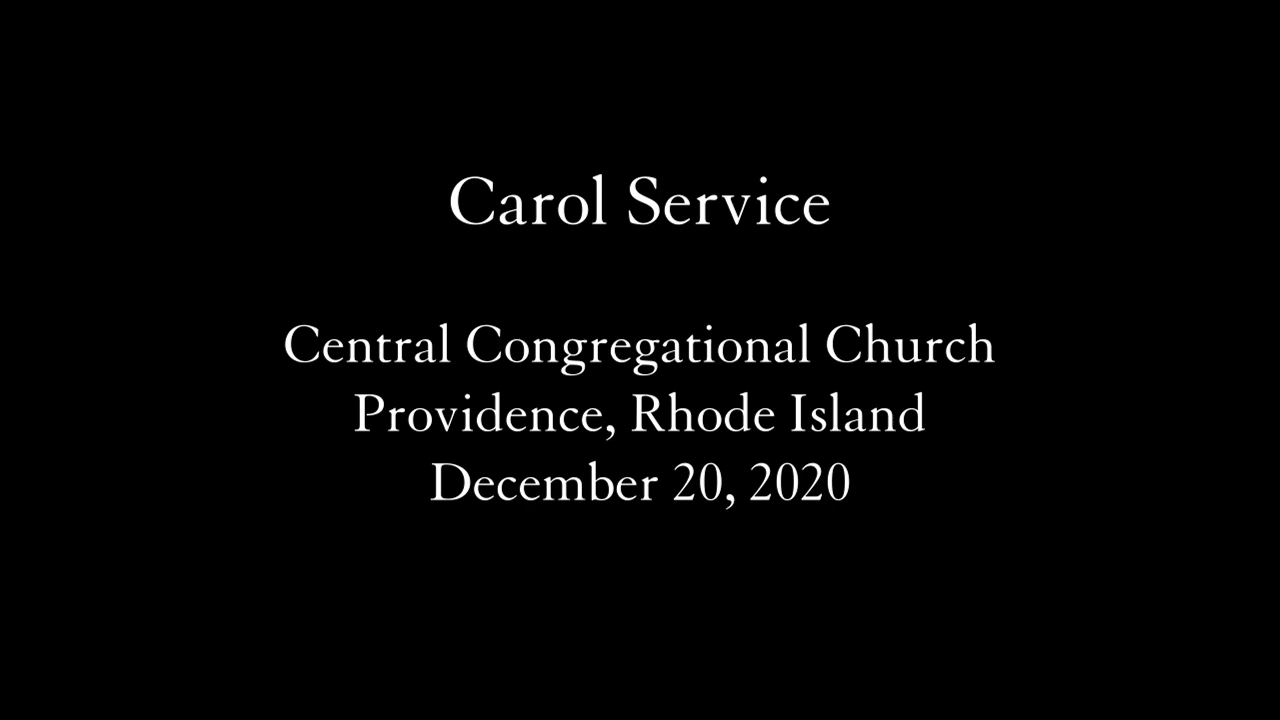 Carol Service
Central Congregational Church
Providence, Rhode Island
December 20, 2020